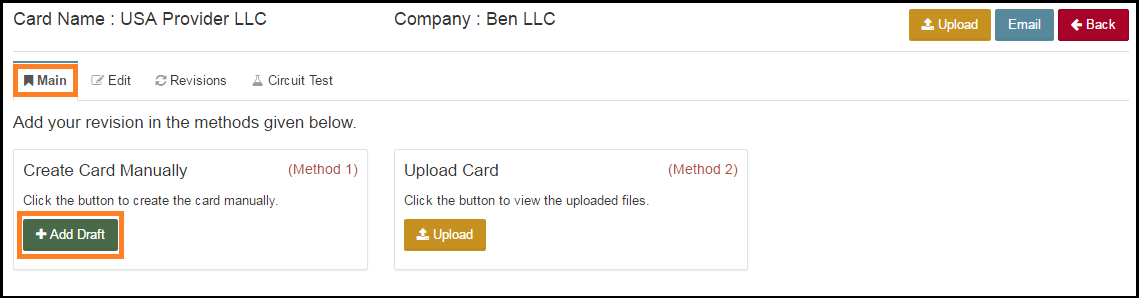 Card Name : USA Provider LLC Company : Ben LLC Upload Email Back
Main Edit Revisions Circuit Test
Add your revision in the methods given below.
Create Card Manually (Method 1)
Click the button to create the card manually.
Add Draft
Upload Card (Method 2)
Click the button to view the uploaded files.
Upload